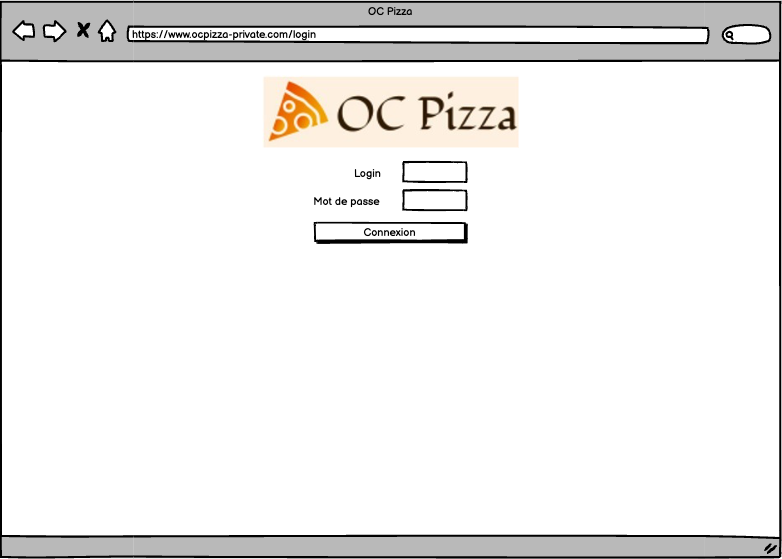 OC Pizza
https://www.ocpizza-private.com/login
OC Pizza
Login
Mot de passe
Connexion